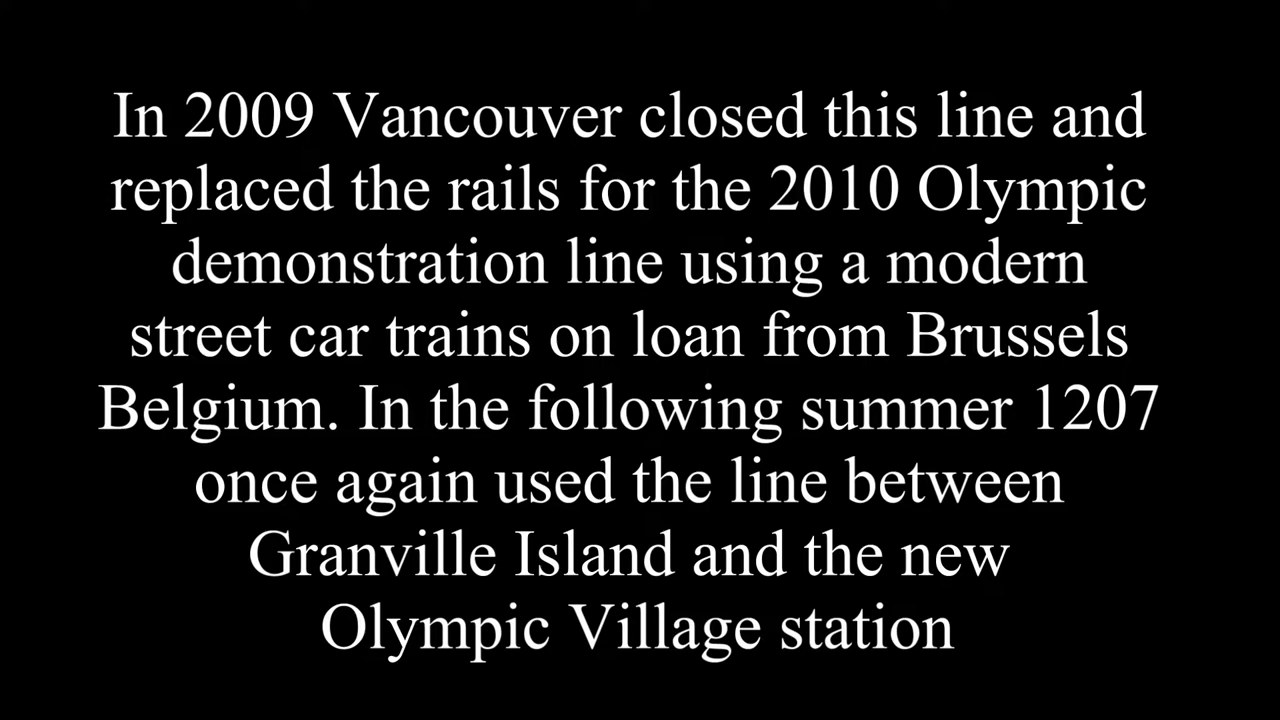 In 2009 Vancouver closed this line and
replaced the rails for the 2010 Olympic
demonstration line using a modern
street car trains on loan from Brussels
Belgium. In the following summer 1207
once again used the line between
Granville Island and the new
Olympic Village station